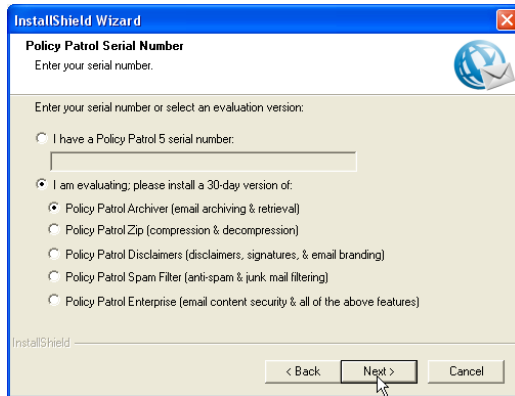 InstallShield Wizard
Policy Patrol Serial Number
Enter your serial number.
Enter your serial number or select an evaluation version:
I have a Policy Patrol 5 serial number:
I am evaluating; please install a 30-day version of:
Policy Patrol Archiver (email archiving & retrieval)
Policy Patrol Zip (compression & decompression)
Policy Patrol Disclaimers (disclaimers, signatures, & email branding)
Policy Patrol Spam Filter (anti-spam & junk mail filtering)
Policy Patrol Enterprise (email content security & all of the above features)
InstallShield
< Back Next > Cancel